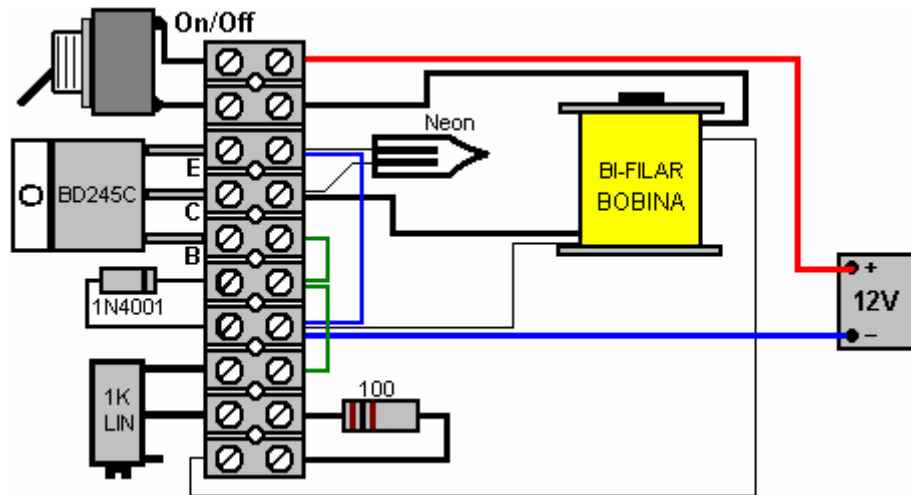 On/Off
Neon
E
BD245C
C
B
BI-FILAR
BOBINA
1N4001
+
12V
−
100
1K
LIN